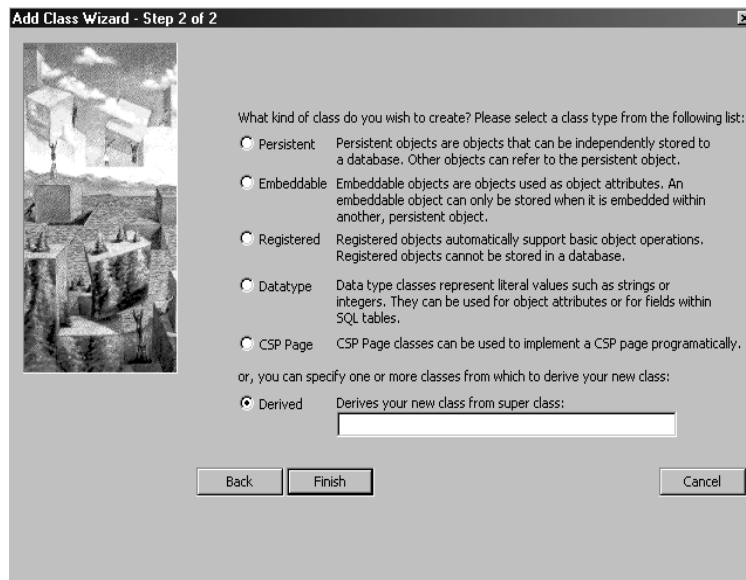 Add Class Wizard - Step 2 of 2
What kind of class do you wish to create? Please select a class type from the following list:
Persistent
Persistent objects are objects that can be independently stored to
a database. Other objects can refer to the persistent object.
Embeddable
Embeddable objects are objects used as object attributes. An
embeddable object can only be stored when it is embedded within
another, persistent object.
Registered
Registered objects automatically support basic object operations.
Registered objects cannot be stored in a database.
Datatype
Data type classes represent literal values such as strings or
integers. They can be used for object attributes or for fields within
SQL tables.
CSP Page
CSP Page classes can be used to implement a CSP page programatically.
or, you can specify one or more classes from which to derive your new class:
Derived
Derives your new class from super class:
Back
Finish
Cancel